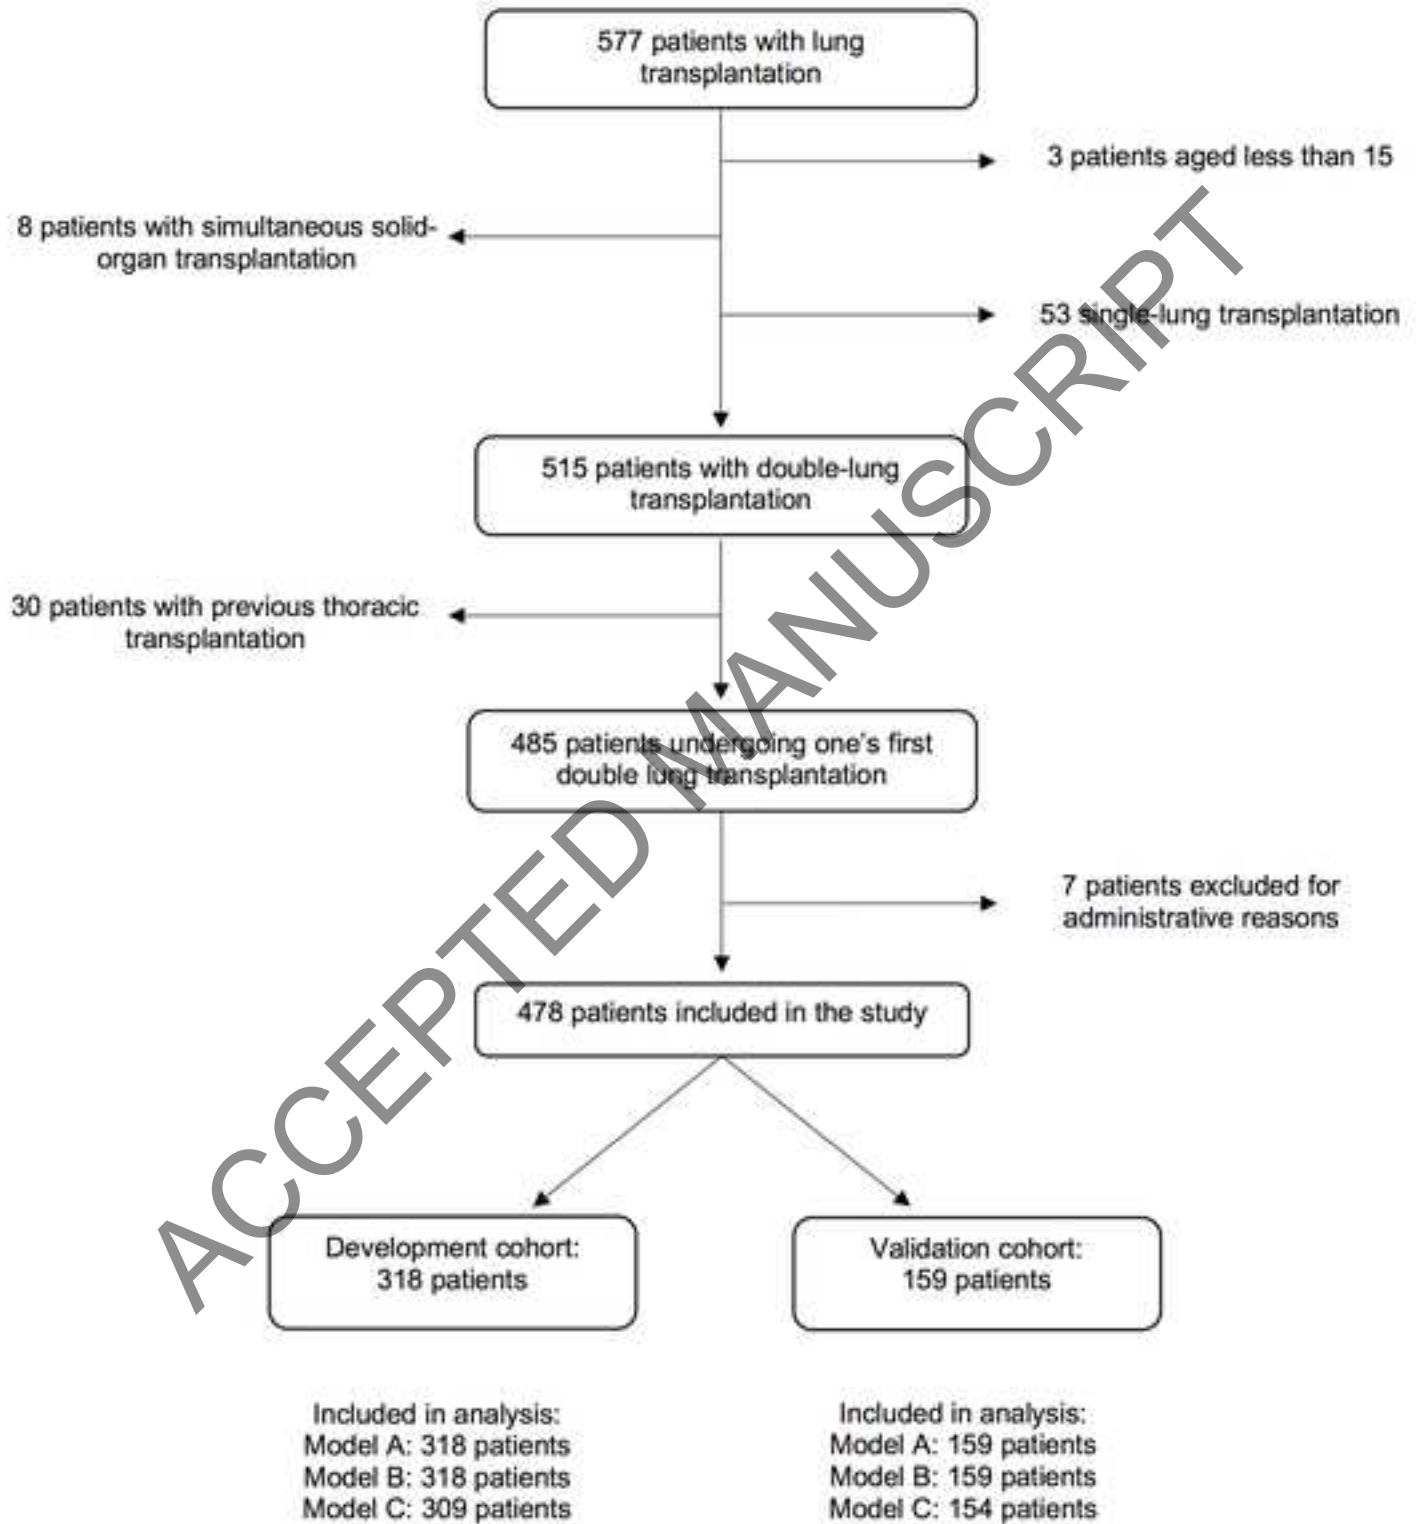 577 patients with lung
transplantation
3 patients aged less than 15
8 patients with simultaneous solid-
organ transplantation
53 single-lung transplantation
515 patients with double-lung
transplantation
30 patients with previous thoracic
transplantation
485 patients undergoing one's first
double lung transplantation
7 patients excluded for
administrative reasons
478 patients included in the study
Development cohort:
318 patients
Validation cohort:
159 patients
Included in analysis:
Model A: 318 patients
Model B: 318 patients
Model C: 309 patients
Included in analysis:
Model A: 159 patients
Model B: 159 patients
Model C: 154 patients
ACCEPTED MANUSCRIPT